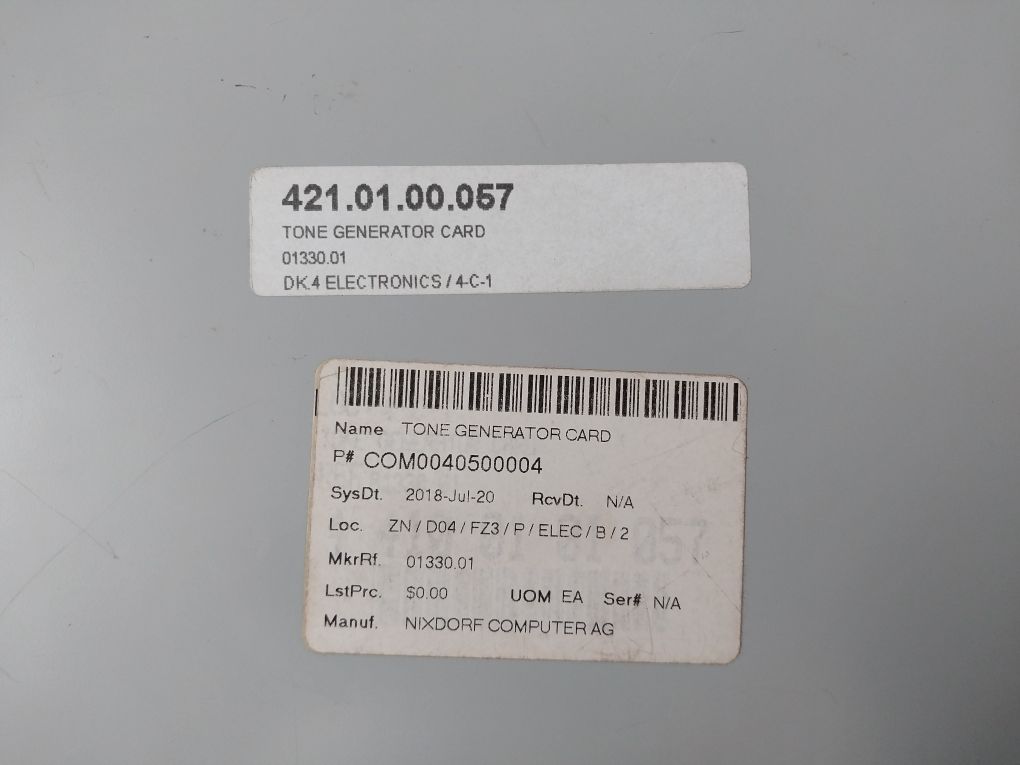 421.01.00.057
TONE GENERATOR CARD
01330.01
DK.4 ELECTRONICS / 4-C-1
Name TONE GENERATOR CARD
P# COM0040500004
SysDt. 2018-Jul-20 RcvDt. N/A
Loc. ZN / D04 / FZ3 / P / ELEC / B / 2
MkrRf. 01330.01
LstPrc. $0.00 UOM EA Ser# N/A
Manuf. NIXDORF COMPUTER AG